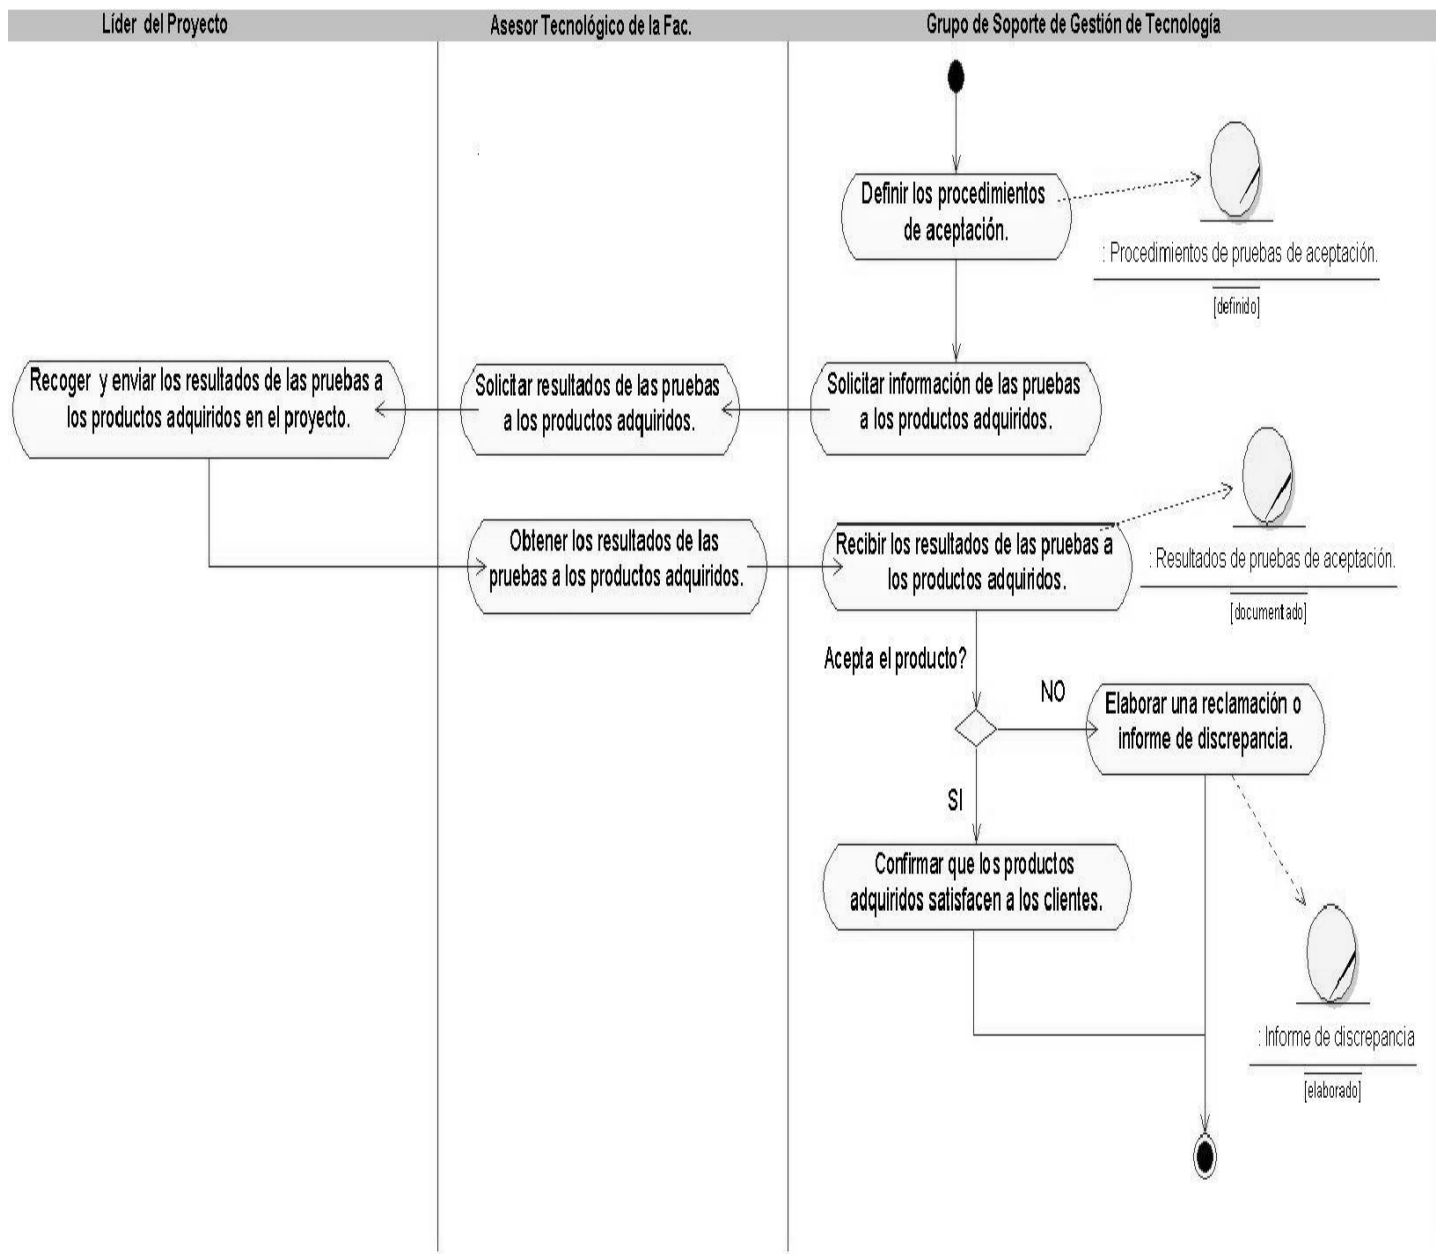 Líder del Proyecto
Asesor Tecnológico de la Fac.
Grupo de Soporte de Gestión de Tecnología
Definir los procedimientos
de aceptación.
: Procedimientos de pruebas de aceptación.
[definido]
Recoger y enviar los resultados de las pruebas a
los productos adquiridos en el proyecto.
Solicitar resultados de las pruebas
a los productos adquiridos.
Solicitar información de las pruebas
a los productos adquiridos.
Obtener los resultados de las
pruebas a los productos adquiridos.
Recibir los resultados de las pruebas a
los productos adquiridos.
: Resultados de pruebas de aceptación.
[documentado]
Acepta el producto?
NO
Elaborar una reclamación o
informe de discrepancia.
SI
Confirmar que los productos
adquiridos satisfacen a los clientes.
: Informe de discrepancia
[elaborado]